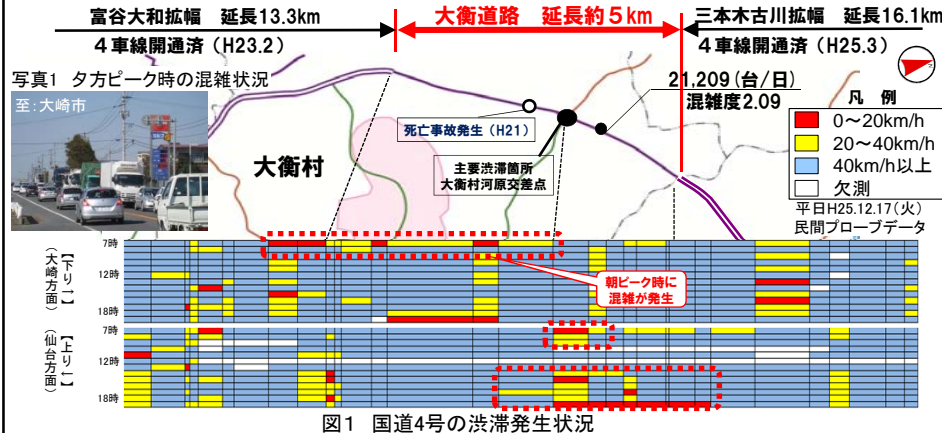 富谷大和拡幅 延長13.3km
大衡道路 延長約5km
三本木古川拡幅 延長16.1km
4車線開通済(H23.2)
4車線開通済(H25.3)
写真1 夕方ピーク時の混雑状況
至:大崎市
21,209(台/日)
混雑度2.09
死亡事故発生(H21)
主要渋滞箇所
大衡村河原交差点
大衡村
凡 例
0~20km/h
20~40km/h
40km/h以上
欠測
平日H25.12.17(火)
民間プローブデータ
【下り→】
(大崎方面)
7時
12時
18時
朝ピーク時に
混雑が発生
【上り←】
(仙台方面)
7時
12時
18時
図1 国道4号の渋滞発生状況